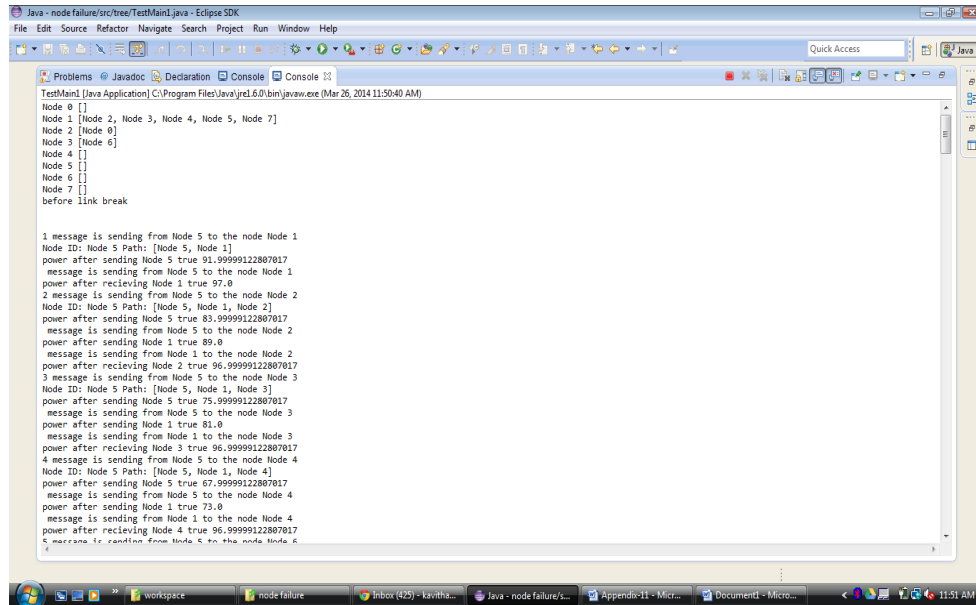 Java - node failure/src/tree/TestMain1.java - Eclipse SDK
File Edit Source Refactor Navigate Search Project Run Window Help
Quick Access
Java
Problems @ Javadoc Declaration Console Console
TestMain1 [Java Application] C:\Program Files\Java\jre1.6.0\bin\javaw.exe (Mar 26, 2014 11:50:40 AM)
Node 0 []
Node 1 [Node 2, Node 3, Node 4, Node 5, Node 7]
Node 2 [Node 0]
Node 3 [Node 6]
Node 4 []
Node 5 []
Node 6 []
Node 7 []
before link break
1 message is sending from Node 5 to the node Node 1
Node ID: Node 5 Path: [Node 5, Node 1]
power after sending Node 5 true 91.99999122807017
message is sending from Node 5 to the node Node 1
power after recieving Node 1 true 97.0
2 message is sending from Node 5 to the node Node 2
Node ID: Node 5 Path: [Node 5, Node 1, Node 2]
power after sending Node 5 true 83.99999122807017
message is sending from Node 5 to the node Node 2
power after sending Node 1 true 89.0
message is sending from Node 1 to the node Node 2
power after recieving Node 2 true 96.99999122807017
3 message is sending from Node 5 to the node Node 3
Node ID: Node 5 Path: [Node 5, Node 1, Node 3]
power after sending Node 5 true 75.99999122807017
message is sending from Node 5 to the node Node 3
power after sending Node 1 true 81.0
message is sending from Node 1 to the node Node 3
power after recieving Node 3 true 96.99999122807017
4 message is sending from Node 5 to the node Node 4
Node ID: Node 5 Path: [Node 5, Node 1, Node 4]
power after sending Node 5 true 67.99999122807017
message is sending from Node 5 to the node Node 4
power after sending Node 1 true 73.0
message is sending from Node 1 to the node Node 4
power after recieving Node 4 true 96.99999122807017
5 message is sending from Node 5 to the node Node 6
workspace
node failure
Inbox (425) - kavitha...
Java - node failure/s...
Appendix-11 - Micr...
Document1 - Micro...
11:51 AM